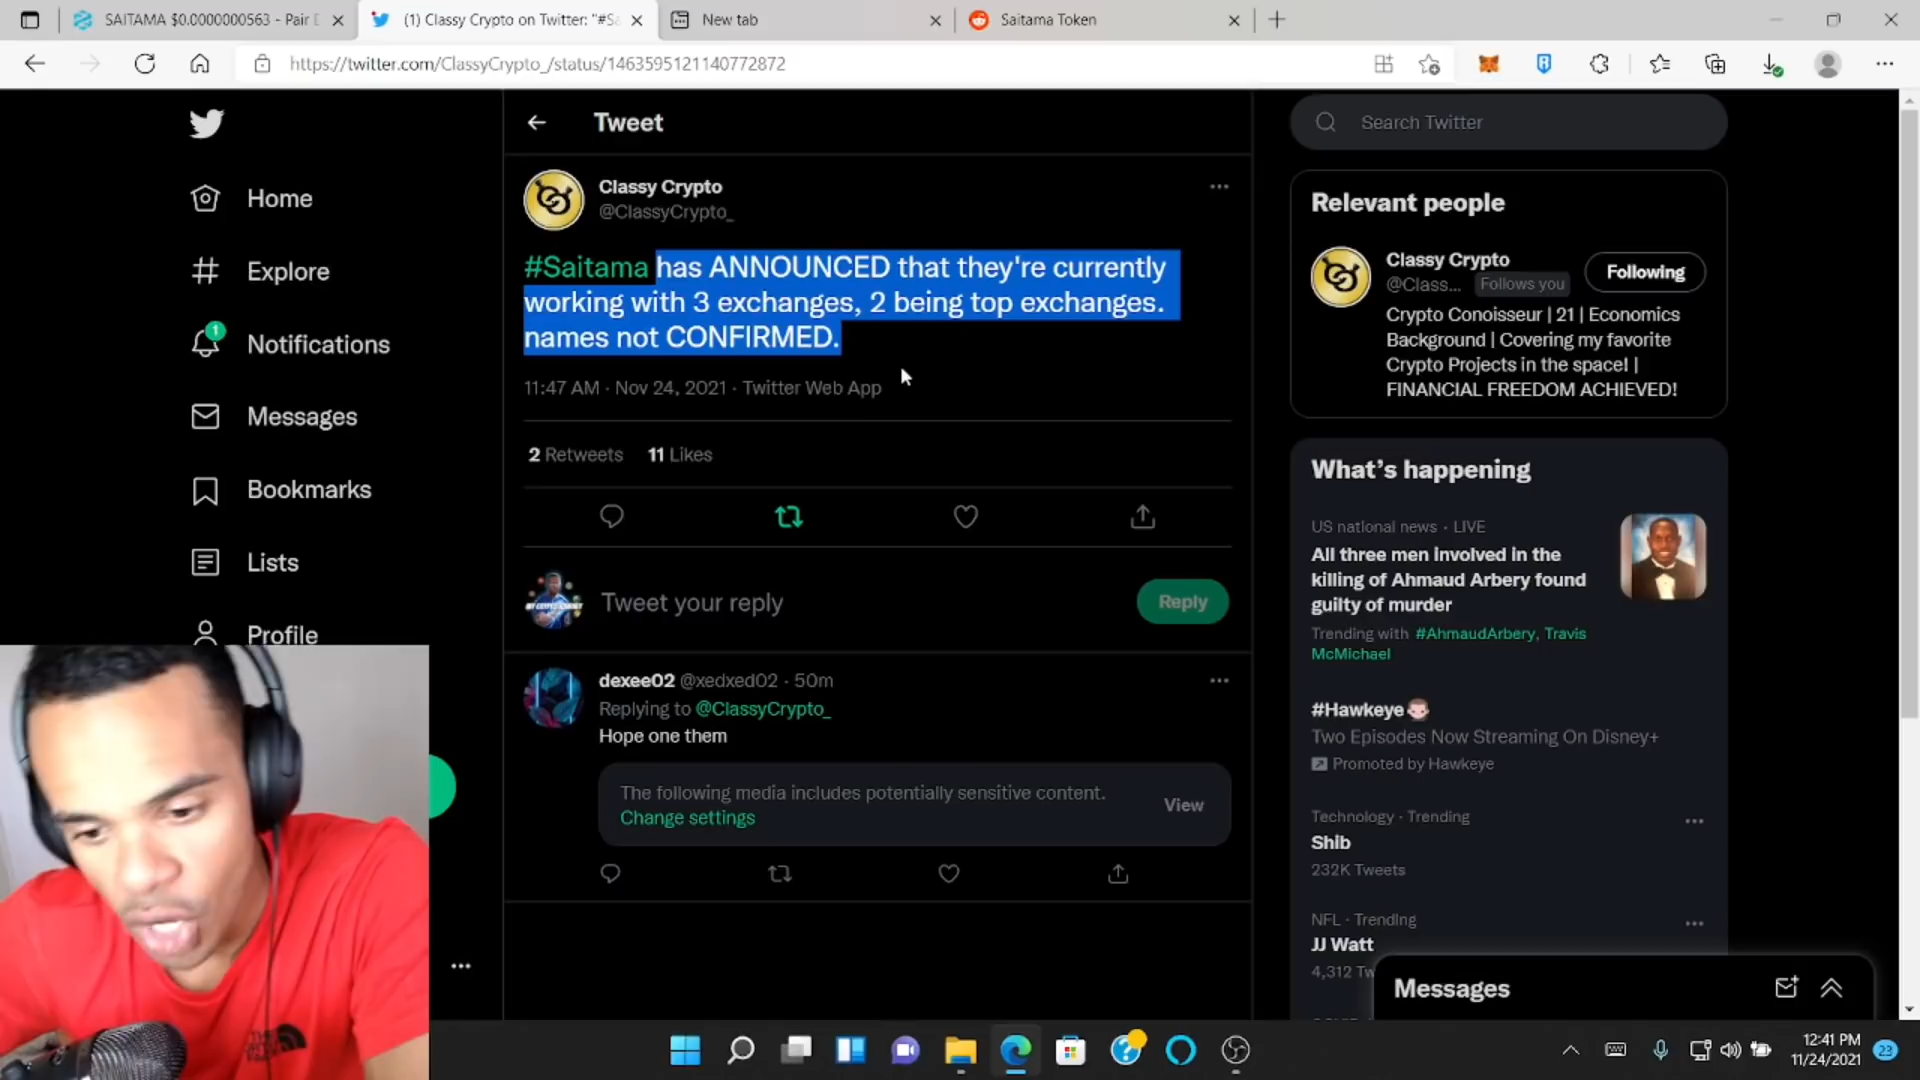 SAITAMA $0.0000000563 - Pair
(1) Classy Crypto on Twitter: "#Sa
New tab
Saitama Token
https://twitter.com/ClassyCrypto_/status/1463595121140772872
Home
Explore
1
Notifications
Messages
Bookmarks
Lists
Profile
Tweet
Classy Crypto
@ClassyCrypto_
#Saitama has ANNOUNCED that they're currently
working with 3 exchanges, 2 being top exchanges.
names not CONFIRMED.
11:47 AM · Nov 24, 2021 · Twitter Web App
2 Retweets 11 Likes
Tweet your reply
Reply
dexee02 @xedxed02 · 50m
Replying to @ClassyCrypto_
Hope one them
The following media includes potentially sensitive content.
Change settings
View
Search Twitter
Relevant people
Classy Crypto
@Class... Follows you
Following
Crypto Conoisseur | 21 | Economics
Background | Covering my favorite
Crypto Projects in the space! |
FINANCIAL FREEDOM ACHIEVED!
What's happening
US national news · LIVE
All three men involved in the
killing of Ahmaud Arbery found
guilty of murder
Trending with #AhmaudArbery, Travis
McMichael
#Hawkeye
Two Episodes Now Streaming On Disney+
Promoted by Hawkeye
Technology · Trending
Shib
232K Tweets
NFL · Trending
JJ Watt
4,312 Tw
Messages
12:41 PM
11/24/2021
23